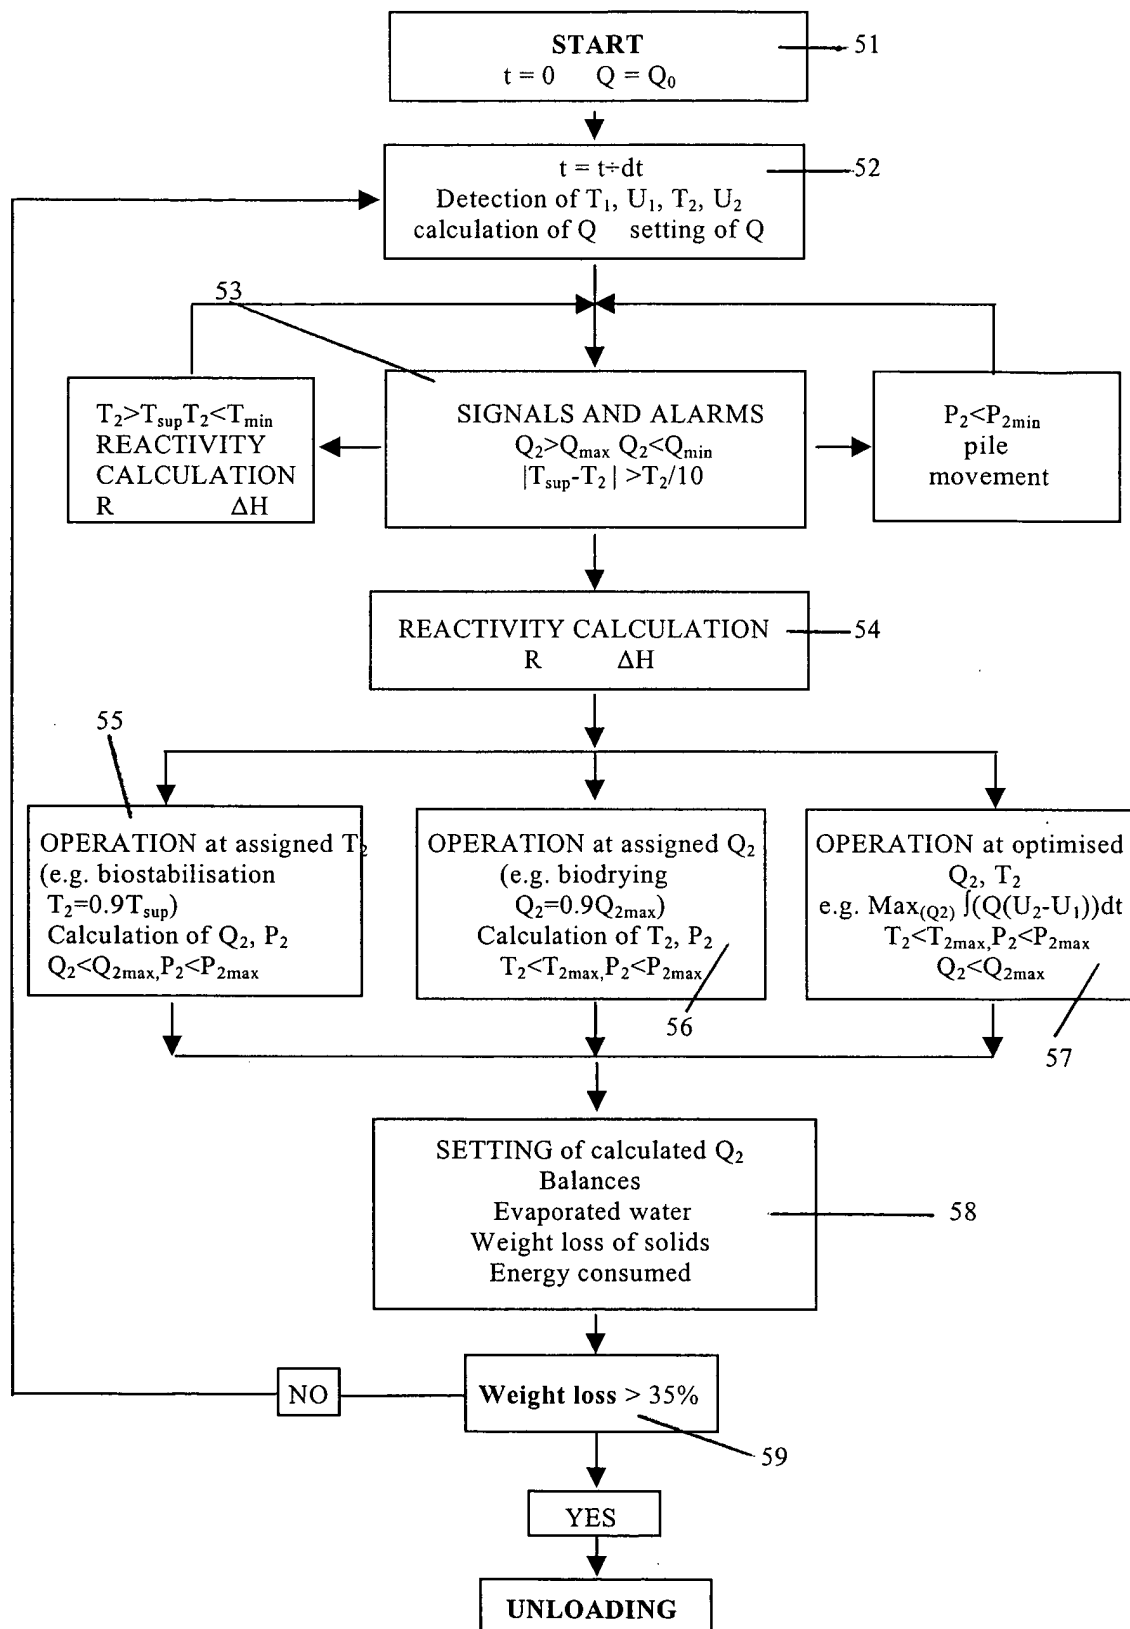 START
t = 0 Q = Q₀
51
t = t÷dt
Detection of T₁, U₁, T₂, U₂
calculation of Q setting of Q
52
53
T₂>T_sup T₂<T_min
REACTIVITY
CALCULATION
R ΔH
SIGNALS AND ALARMS
Q₂>Q_max Q₂<Q_min
|T_sup-T₂| >T₂/10
P₂<P_2min
pile
movement
REACTIVITY CALCULATION
R ΔH
54
55
OPERATION at assigned T₂
(e.g. biostabilisation
T₂=0.9T_sup)
Calculation of Q₂, P₂
Q₂<Q_2max, P₂<P_2max
OPERATION at assigned Q₂
(e.g. biodrying
Q₂=0.9Q_2max)
Calculation of T₂, P₂
T₂<T_2max, P₂<P_2max
56
OPERATION at optimised
Q₂, T₂
e.g. Max_(Q2) ∫(Q(U₂-U₁))dt
T₂<T_2max, P₂<P_2max
Q₂<Q_2max
57
SETTING of calculated Q₂
Balances
Evaporated water
Weight loss of solids
Energy consumed
58
NO
Weight loss > 35%
59
YES
UNLOADING